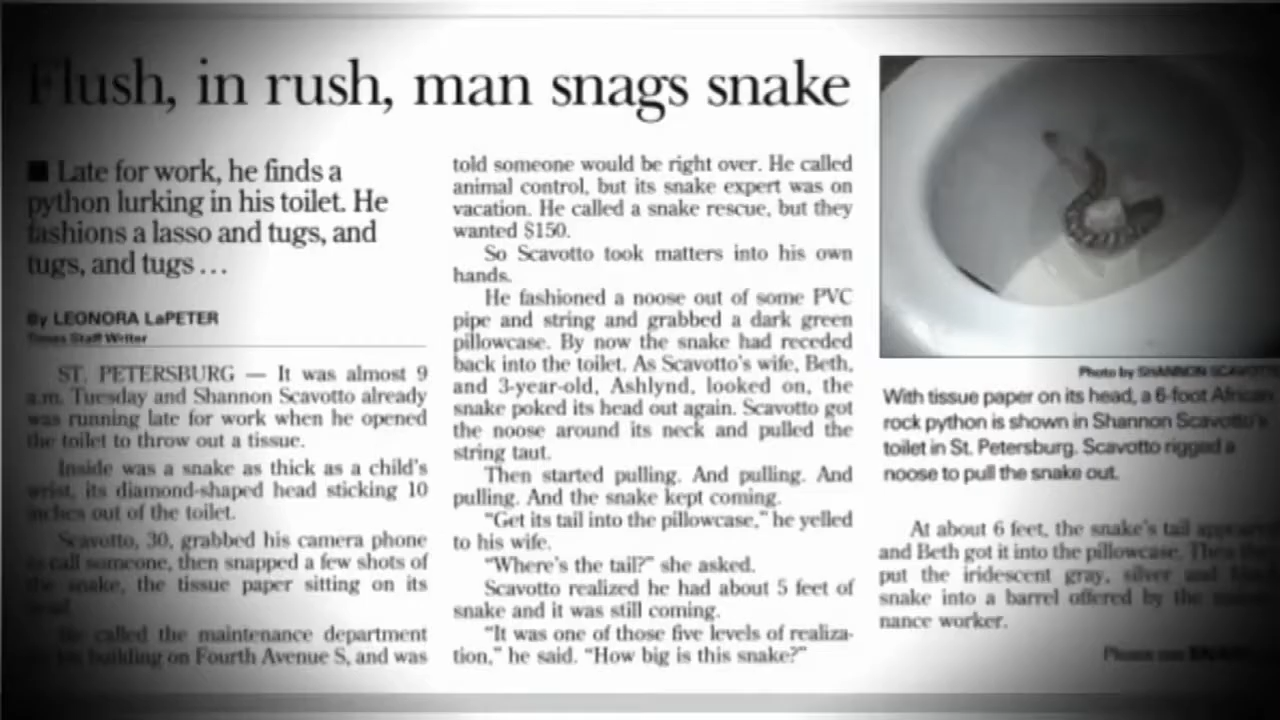 Flush, in rush, man snags snake
■ Late for work, he finds a
python lurking in his toilet. He
fashions a lasso and tugs, and
tugs, and tugs …
By LEONORA LaPETER
Times Staff Writer
ST. PETERSBURG — It was almost 9
a.m. Tuesday and Shannon Scavotto already
was running late for work when he opened
the toilet to throw out a tissue.
Inside was a snake as thick as a child's
wrist, its diamond-shaped head sticking 10
inches out of the toilet.
Scavotto, 30, grabbed his camera phone
to call someone, then snapped a few shots of
the snake, the tissue paper sitting on its
head.
He called the maintenance department
building on Fourth Avenue S, and was
told someone would be right over. He called
animal control, but its snake expert was on
vacation. He called a snake rescue, but they
wanted $150.
So Scavotto took matters into his own
hands.
He fashioned a noose out of some PVC
pipe and string and grabbed a dark green
pillowcase. By now the snake had receded
back into the toilet. As Scavotto's wife, Beth,
and 3-year-old, Ashlynd, looked on, the
snake poked its head out again. Scavotto got
the noose around its neck and pulled the
string taut.
Then started pulling. And pulling. And
pulling. And the snake kept coming.
"Get its tail into the pillowcase," he yelled
to his wife.
"Where's the tail?" she asked.
Scavotto realized he had about 5 feet of
snake and it was still coming.
"It was one of those five levels of realiza-
tion," he said. "How big is this snake?"
Photo by SHANNON SCAVOTTO
With tissue paper on its head, a 6-foot African
rock python is shown in Shannon Scavotto's
toilet in St. Petersburg. Scavotto rigged a
noose to pull the snake out.
At about 6 feet, the snake's tail appeared
and Beth got it into the pillowcase. Then they
put the iridescent gray, silver and
snake into a barrel offered by the mainte-
nance worker.
Please see